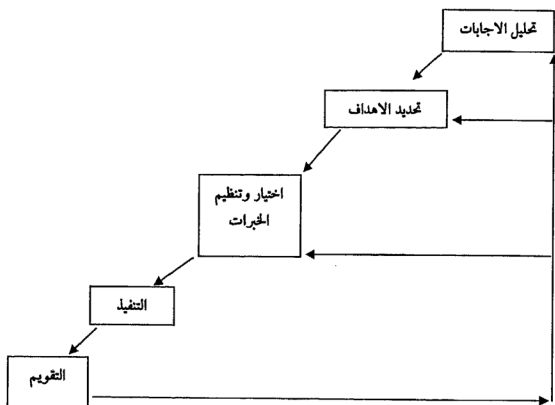 تحليل الاجابات
تحديد الاهداف
اختيار وتنظيم
الخبرات
التنفيذ
التقويم